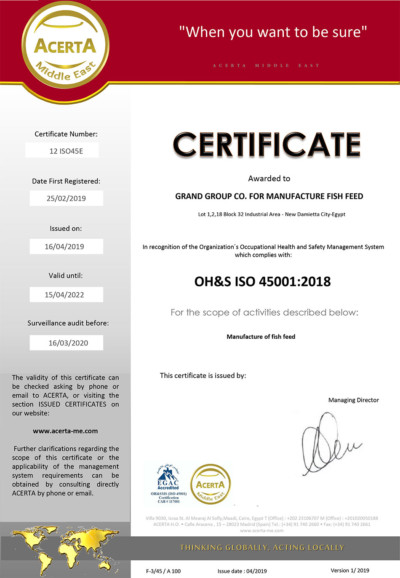 ACERTA
Middle East
"When you want to be sure"
ACERTA MIDDLE EAST
Certificate Number:
12 ISO45E
Date First Registered:
25/02/2019
Issued on:
16/04/2019
Valid until:
15/04/2022
Surveillance audit before:
16/03/2020
The validity of this certificate can
be checked asking by phone or
email to ACERTA, or visiting the
section ISSUED CERTIFICATES on
our website:
www.acerta-me.com
Further clarifications regarding the
scope of this certificate or the
applicability of the management
system requirements can be
obtained by consulting directly
ACERTA by phone or email.
CERTIFICATE
Awarded to
GRAND GROUP CO. FOR MANUFACTURE FISH FEED
Lot 1,2,18 Block 32 Industrial Area - New Damietta City-Egypt
In recognition of the Organization`s Occupational Health and Safety Management System
which complies with:
OH&S ISO 45001:2018
For the scope of activities described below:
Manufacture of fish feed
This certificate is issued by:
Managing Director
EGAC
Accredited
Certification
ACERTA
www.acerta-me.com
THINKING GLOBALLY, ACTING LOCALLY
F-3/45 / A 100
Issue date : 04/2019
Version 1/ 2019